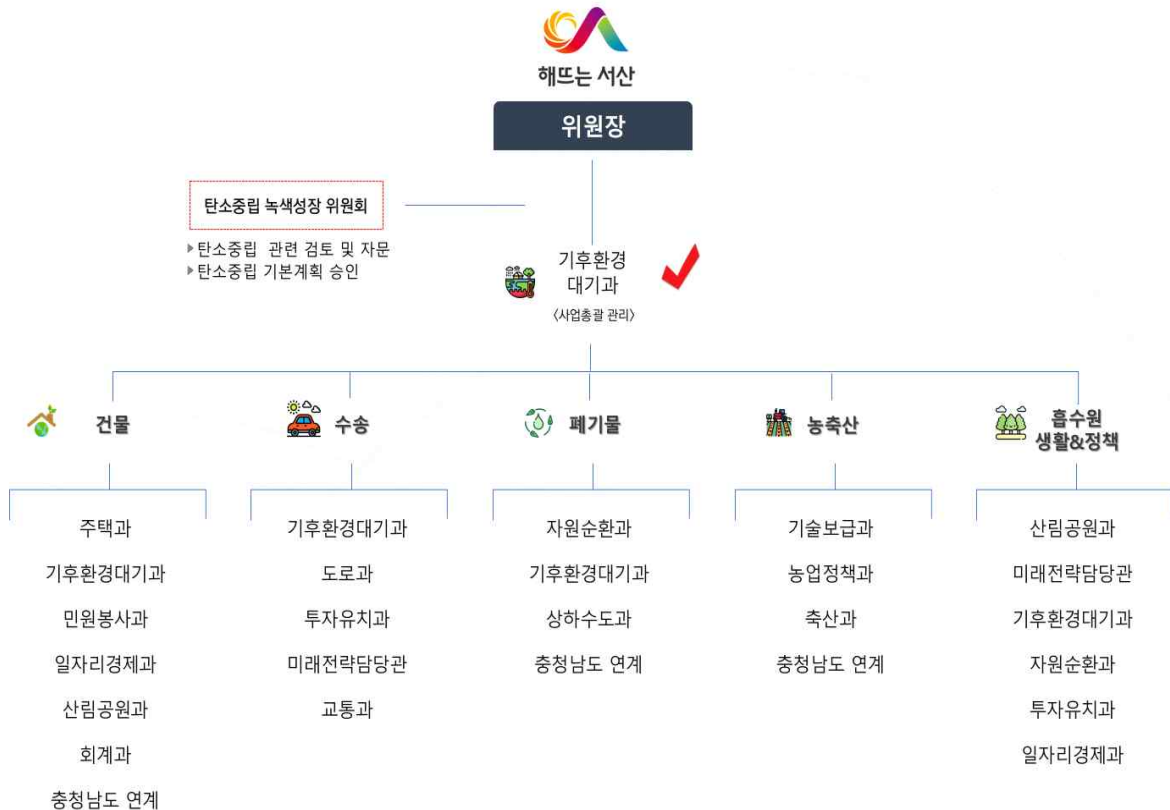 해뜨는 서산
위원장
탄소중립 녹색성장 위원회
▶탄소중립 관련 검토 및 자문
▶탄소중립 기본계획 승인
기후환경
대기과
<사업총괄 관리>
건물
주택과
기후환경대기과
민원봉사과
일자리경제과
산림공원과
회계과
충청남도 연계
수송
기후환경대기과
도로과
투자유치과
미래전략담당관
교통과
폐기물
자원순환과
기후환경대기과
상하수도과
충청남도 연계
농축산
기술보급과
농업정책과
축산과
충청남도 연계
흡수원
생활&정책
산림공원과
미래전략담당관
기후환경대기과
자원순환과
투자유치과
일자리경제과